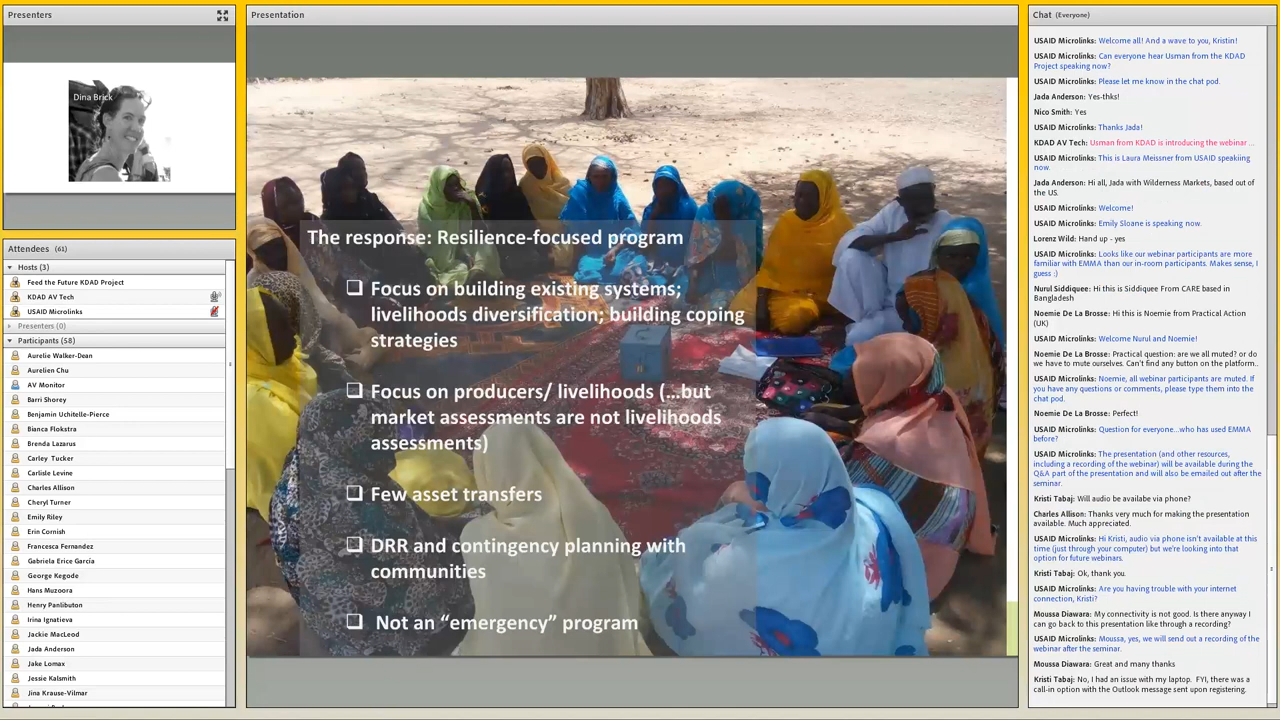 Presenters
Dina Brick
Attendees (61)
Hosts (3)
Feed the Future KDAD Project
KDAD AV Tech
USAID Microlinks
Presenters (0)
Participants (58)
Aurelie Walker-Dean
Aurelien Chu
AV Monitor
Barri Shorey
Benjamin Uchitelle-Pierce
Bianca Flokstra
Brenda Lazarus
Carley Tucker
Carlisle Levine
Charles Allison
Cheryl Turner
Emily Riley
Erin Cornish
Francesca Fernandez
Gabriela Erice García
George Kegode
Hans Muzoora
Henry Panlibuton
Irina Ignatieva
Jackie MacLeod
Jada Anderson
Jake Lomax
Jessie Kalsmith
Jina Krause-Vilmar
Presentation
The response: Resilience-focused program
Focus on building existing systems;
livelihoods diversification; building coping
strategies
Focus on producers/ livelihoods (...but
market assessments are not livelihoods
assessments)
Few asset transfers
DRR and contingency planning with
communities
Not an “emergency” program
Chat (Everyone)
USAID Microlinks: Welcome all! And a wave to you, Kristin!
USAID Microlinks: Can everyone hear Usman from the KDAD
Project speaking now?
USAID Microlinks: Please let me know in the chat pod.
Jada Anderson: Yes-thks!
Nico Smith: Yes
USAID Microlinks: Thanks Jada!
KDAD AV Tech: Usman from KDAD is introducing the webinar ...
USAID Microlinks: This is Laura Meissner from USAID speakiing
now.
Jada Anderson: Hi all, Jada with Wilderness Markets, based out of
the US.
USAID Microlinks: Welcome!
USAID Microlinks: Emily Sloane is speaking now.
Lorenz Wild: Hand up - yes
USAID Microlinks: Looks like our webinar participants are more
familiar with EMMA than our in-room participants. Makes sense, I
guess :)
Nurul Siddiquee: Hi this is Siddiquee From CARE based in
Bangladesh
Noemie De La Brosse: Hi this is Noemie from Practical Action
(UK)
USAID Microlinks: Welcome Nurul and Noemie!
Noemie De La Brosse: Practical question: are we all muted? or do
we have to mute ourselves. Can't find any button on the platform..
USAID Microlinks: Noemie, all webinar participants are muted. If
you have any questions or comments, please type them into the
chat pod.
Noemie De La Brosse: Perfect!
USAID Microlinks: Question for everyone...who has used EMMA
before?
USAID Microlinks: The presentation (and other resources,
including a recording of the webinar) will be available during the
Q&A part of the presentation and will also be emailed out after the
seminar.
Kristi Tabaj: Will audio be availabe via phone?
Charles Allison: Thanks very much for making the presentation
available. Much appreciated.
USAID Microlinks: Hi Kristi, audio via phone isn't available at this
time (just through your computer) but we're looking into that
option for future webinars.
Kristi Tabaj: Ok, thank you.
USAID Microlinks: Are you having trouble with your internet
connection, Kristi?
Moussa Diawara: My connectivity is not good. Is there anyway I
can go back to this presentation like through a recording?
USAID Microlinks: Moussa, yes, we will send out a recording of the
webinar after the seminar.
Moussa Diawara: Great and many thanks
Kristi Tabaj: No, I had an issue with my laptop. FYI, there was a
call-in option with the Outlook message sent upon registering.